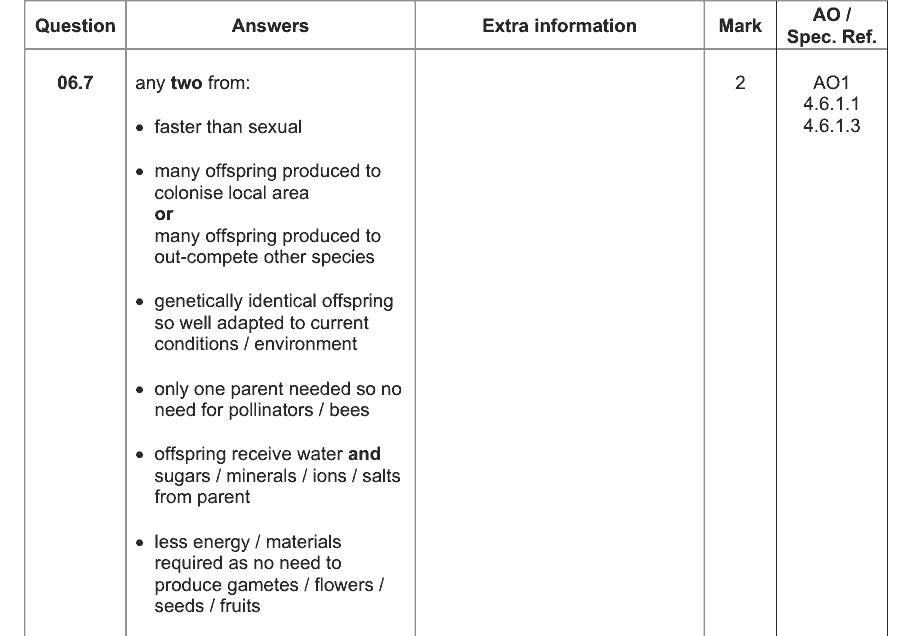 Question Answers Extra information Mark AO /
Spec. Ref.
06.7 any two from: 2 AO1
4.6.1.1
• faster than sexual 4.6.1.3
• many offspring produced to
colonise local area
or
many offspring produced to
out-compete other species
• genetically identical offspring
so well adapted to current
conditions / environment
• only one parent needed so no
need for pollinators / bees
• offspring receive water and
sugars / minerals / ions / salts
from parent
• less energy / materials
required as no need to
produce gametes / flowers /
seeds / fruits